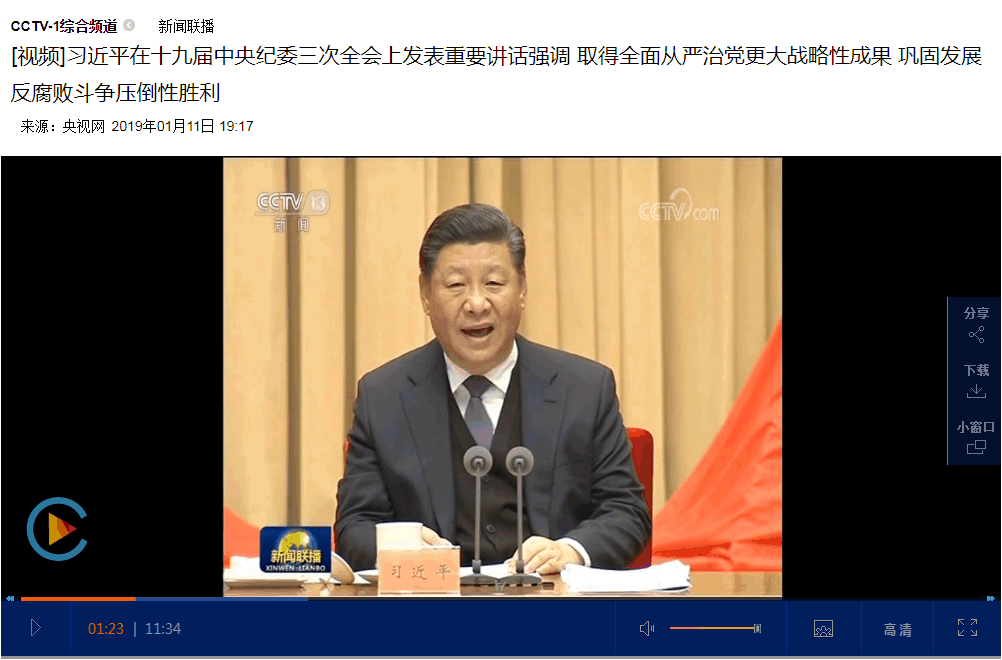 CCTV-1综合频道 新闻联播
[视频]习近平在十九届中央纪委三次全会上发表重要讲话强调 取得全面从严治党更大战略性成果 巩固发展
反腐败斗争压倒性胜利
来源：央视网 2019年01月11日 19:17
CCTV 13
新闻
CCTV.com
分享
下载
小窗口
新闻联播
XINWEN LIANBO
习近平
01:23 | 11:34
高清